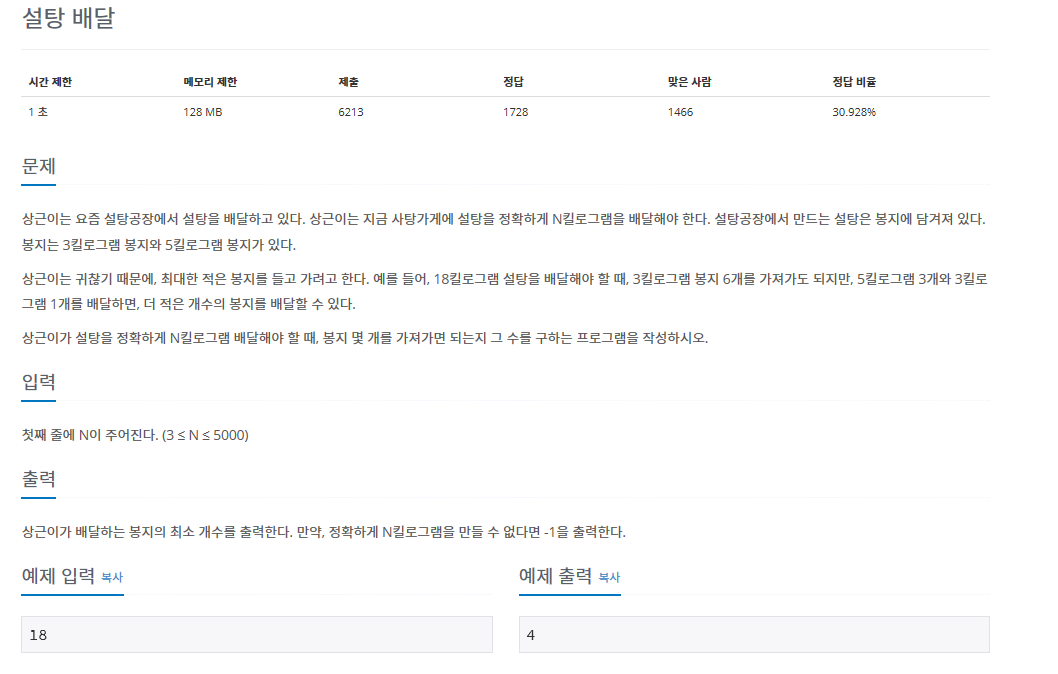 설탕 배달
시간 제한 메모리 제한 제출 정답 맞은 사람 정답 비율
1 초 128 MB 6213 1728 1466 30.928%
문제
상근이는 요즘 설탕공장에서 설탕을 배달하고 있다. 상근이는 지금 사탕가게에 설탕을 정확하게 N킬로그램을 배달해야 한다. 설탕공장에서 만드는 설탕은 봉지에 담겨져 있다.
봉지는 3킬로그램 봉지와 5킬로그램 봉지가 있다.
상근이는 귀찮기 때문에, 최대한 적은 봉지를 들고 가려고 한다. 예를 들어, 18킬로그램 설탕을 배달해야 할 때, 3킬로그램 봉지 6개를 가져가도 되지만, 5킬로그램 3개와 3킬로
그램 1개를 배달하면, 더 적은 개수의 봉지를 배달할 수 있다.
상근이가 설탕을 정확하게 N킬로그램 배달해야 할 때, 봉지 몇 개를 가져가면 되는지 그 수를 구하는 프로그램을 작성하시오.
입력
첫째 줄에 N이 주어진다. (3 ≤ N ≤ 5000)
출력
상근이가 배달하는 봉지의 최소 개수를 출력한다. 만약, 정확하게 N킬로그램을 만들 수 없다면 -1을 출력한다.
예제 입력 복사
18
예제 출력 복사
4